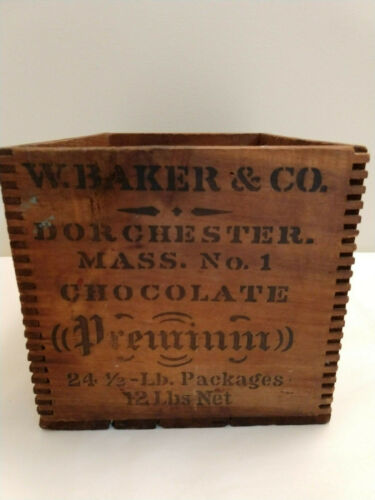 W. BAKER & CO.
DORCHESTER.
MASS. No. 1
CHOCOLATE
((Premium))
24 ½-Lb. Packages
12 Lbs Net